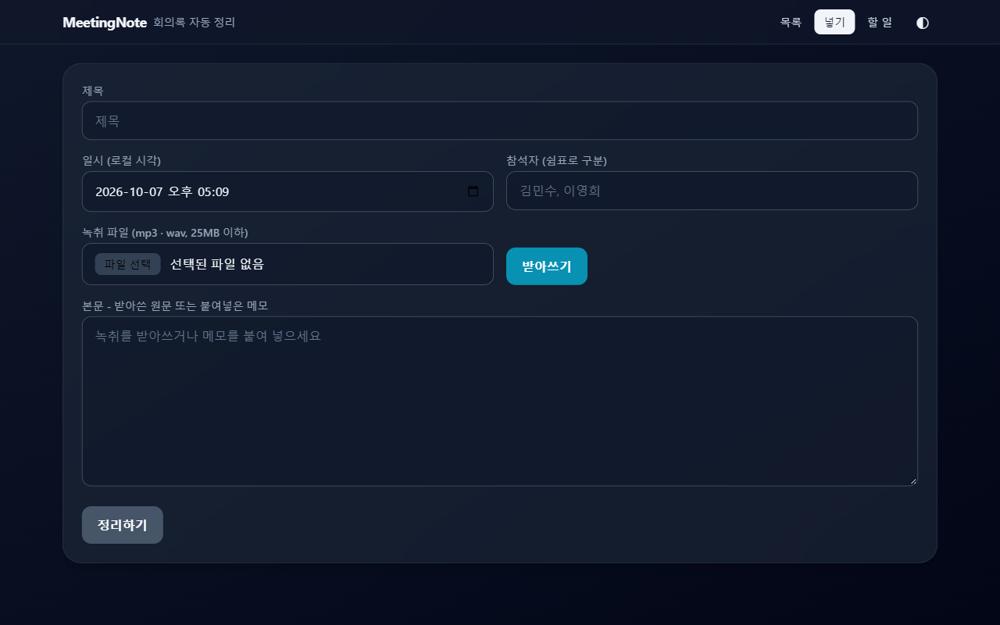 MeetingNote 회의록 자동 정리
목록 넣기 할 일
제목
제목
일시 (로컬 시각) 참석자 (쉼표로 구분)
2026-10-07 오후 05:09 김민수, 이영희
녹취 파일 (mp3 · wav, 25MB 이하)
파일 선택 선택된 파일 없음 받아쓰기
본문 - 받아쓴 원문 또는 붙여넣은 메모
녹취를 받아쓰거나 메모를 붙여 넣으세요
정리하기